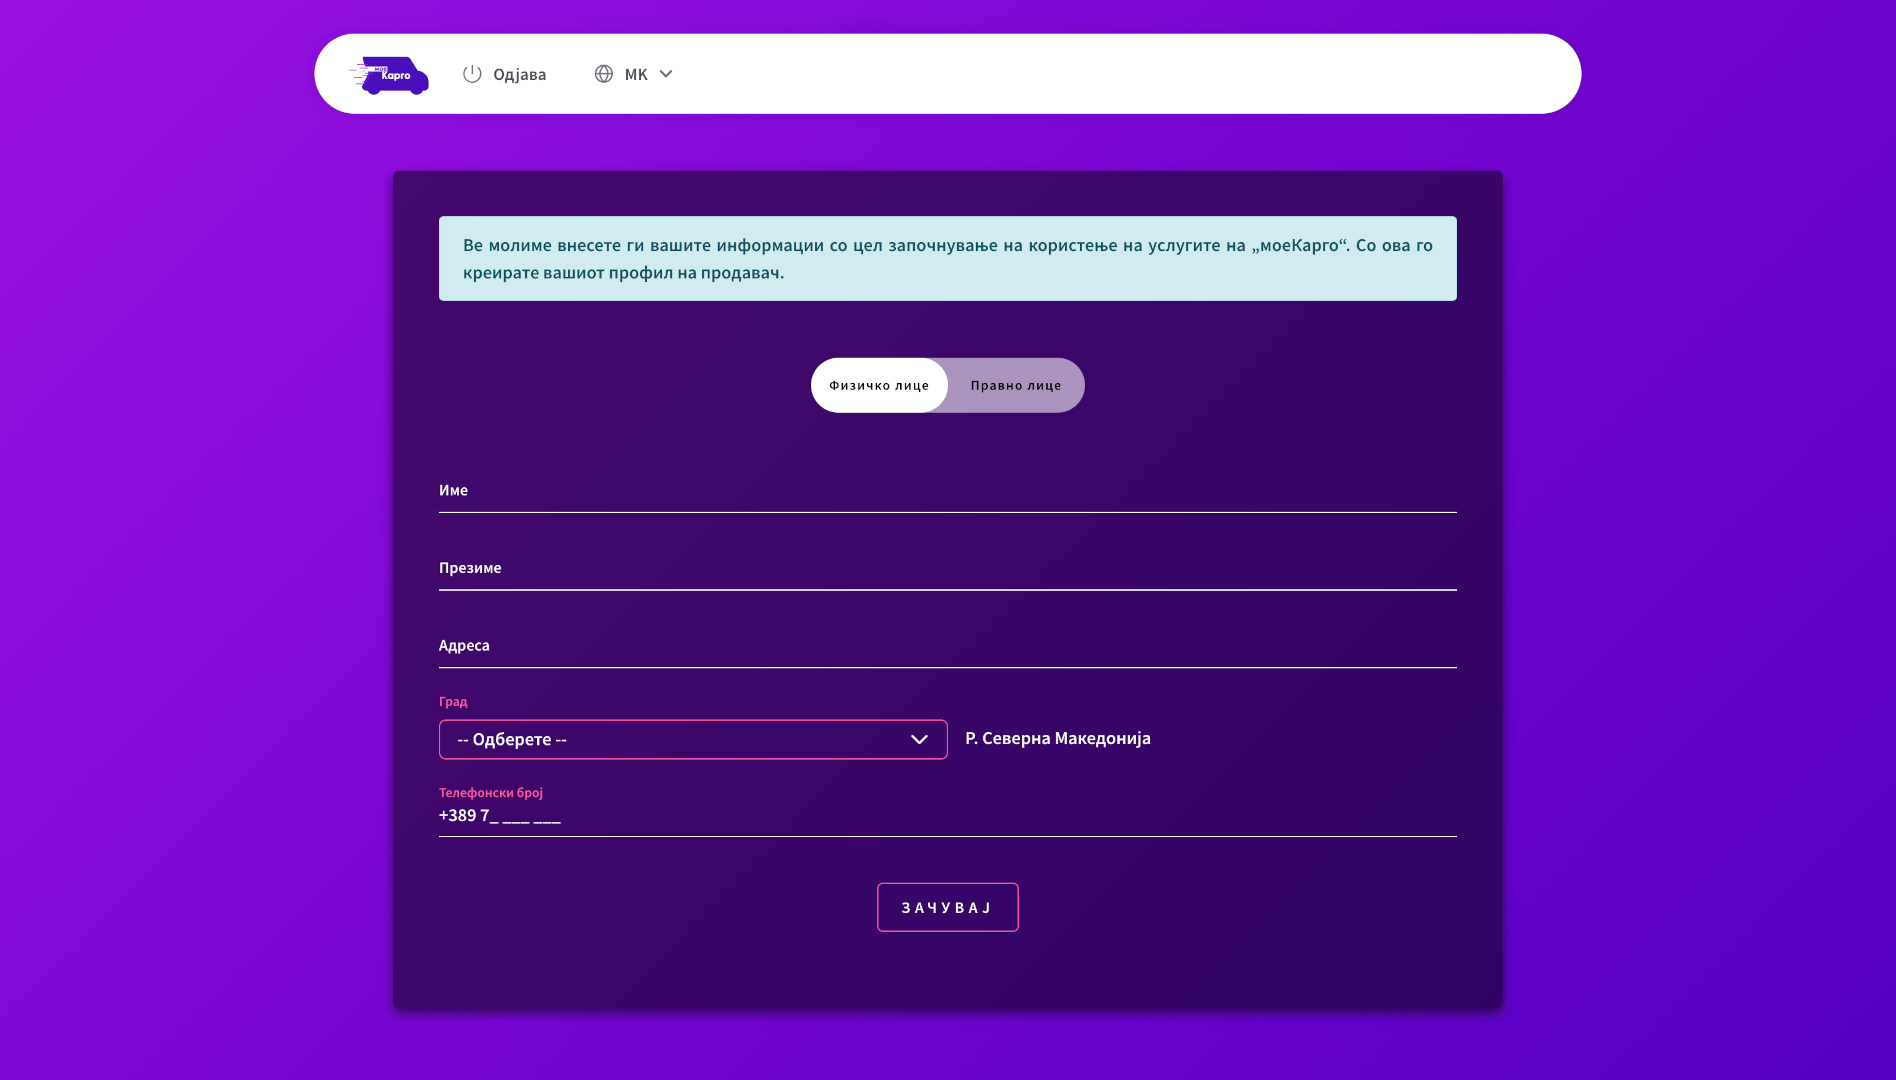 мое
Kapгo
Одјава
MK
Ве молиме внесете ги вашите информации со цел започнување на користење на услугите на „моеКарго“. Со ова го
креирате вашиот профил на продавач.
Физичко лице
Правно лице
Име
Презиме
Адреса
Град
-- Одберете --
Р. Северна Македонија
Телефонски број
+389 7_ ___ ___
ЗАЧУВАЈ